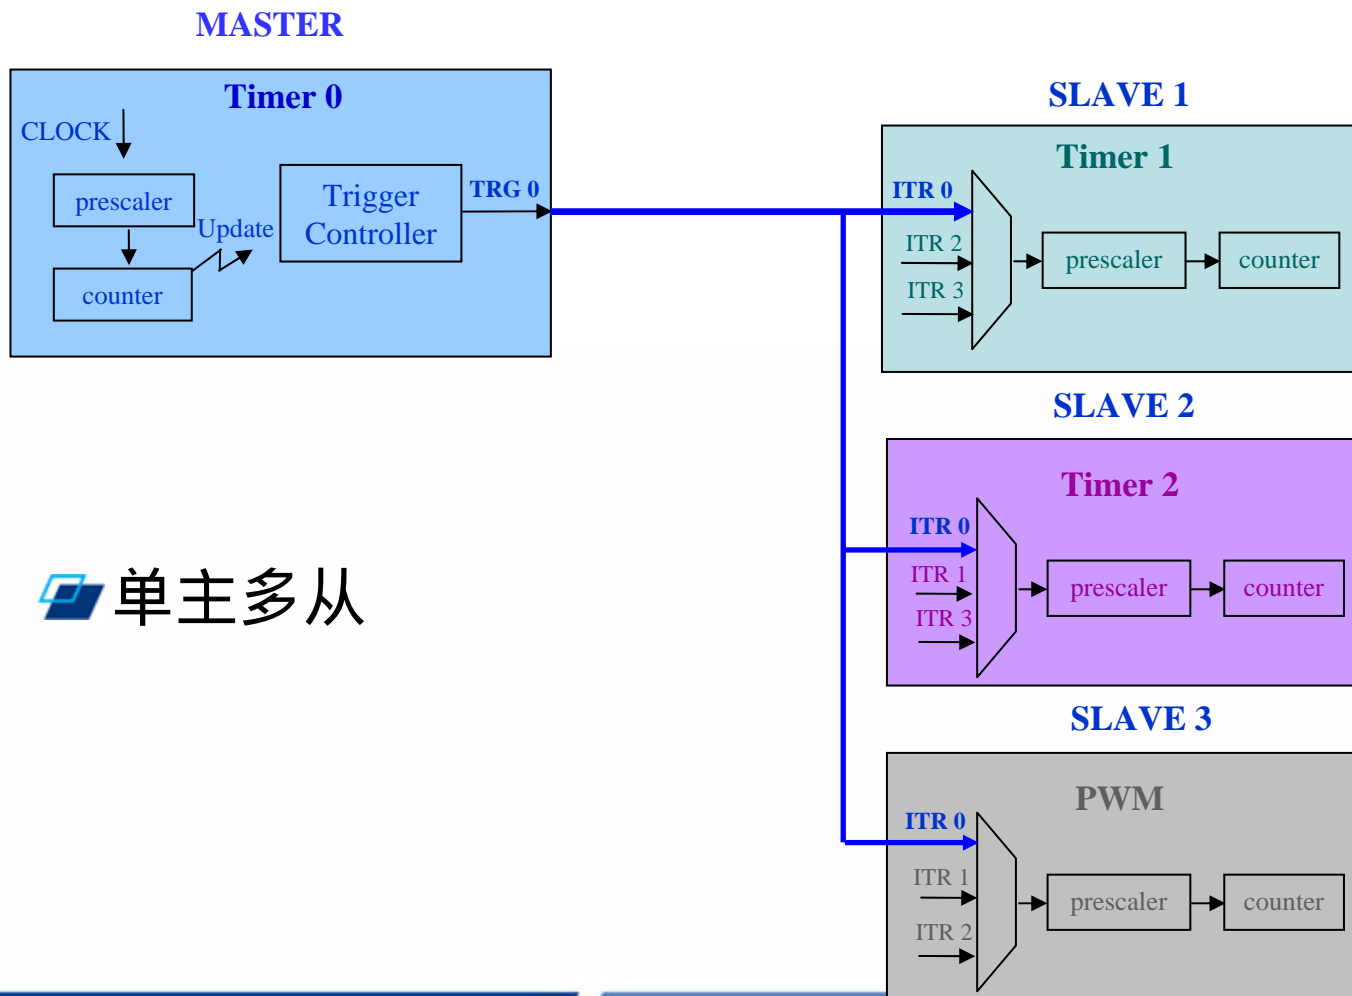 MASTER
Timer 0
CLOCK
prescaler
Update
counter
Trigger
Controller
TRG 0
SLAVE 1
Timer 1
ITR 0
ITR 2
ITR 3
prescaler
counter
SLAVE 2
Timer 2
ITR 0
ITR 1
ITR 3
prescaler
counter
单主多从
SLAVE 3
PWM
ITR 0
ITR 1
ITR 2
prescaler
counter